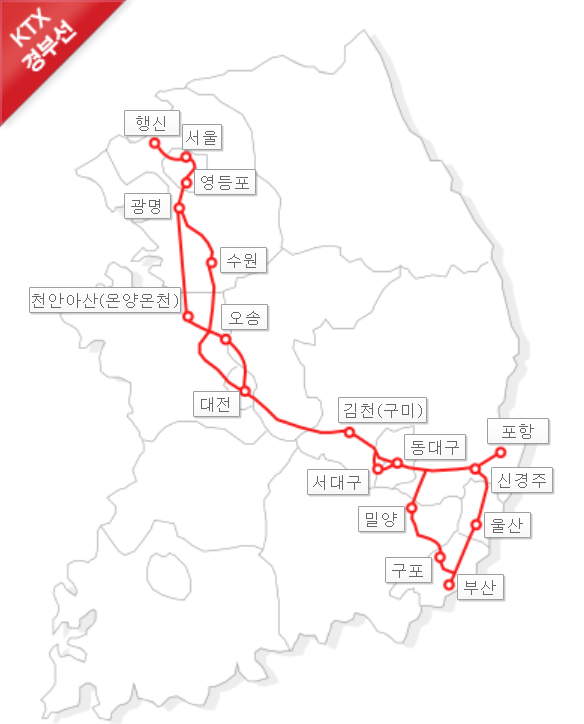 KTX
경부선
행신
서울
영등포
광명
수원
천안아산(온양온천)
오송
대전
김천(구미)
포항
동대구
서대구
신경주
밀양
울산
구포
부산